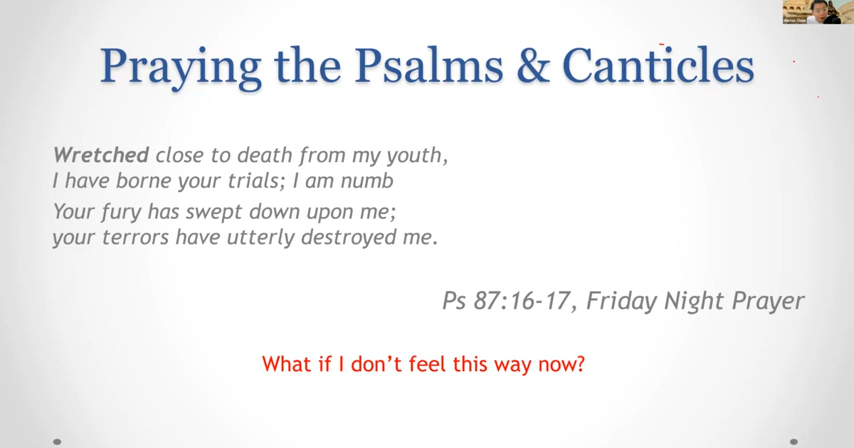 Praying the Psalms & Canticles
Wretched close to death from my youth,
I have borne your trials; I am numb
Your fury has swept down upon me;
your terrors have utterly destroyed me.
Ps 87:16-17, Friday Night Prayer
What if I don't feel this way now?